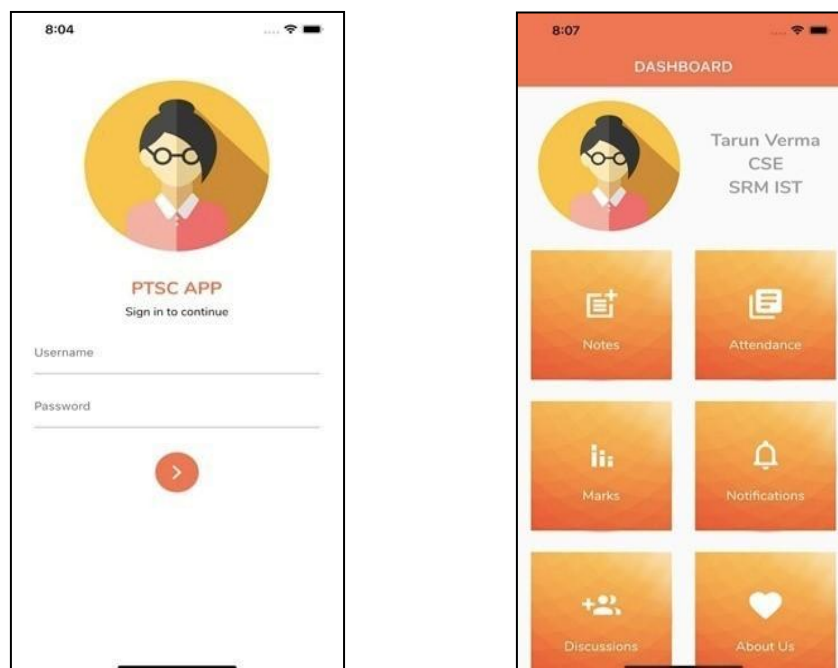 8:04
PTSC APP
Sign in to continue
Username
Password
8:07
DASHBOARD
Tarun Verma
CSE
SRM IST
Notes
Attendance
Marks
Notifications
Discussions
About Us